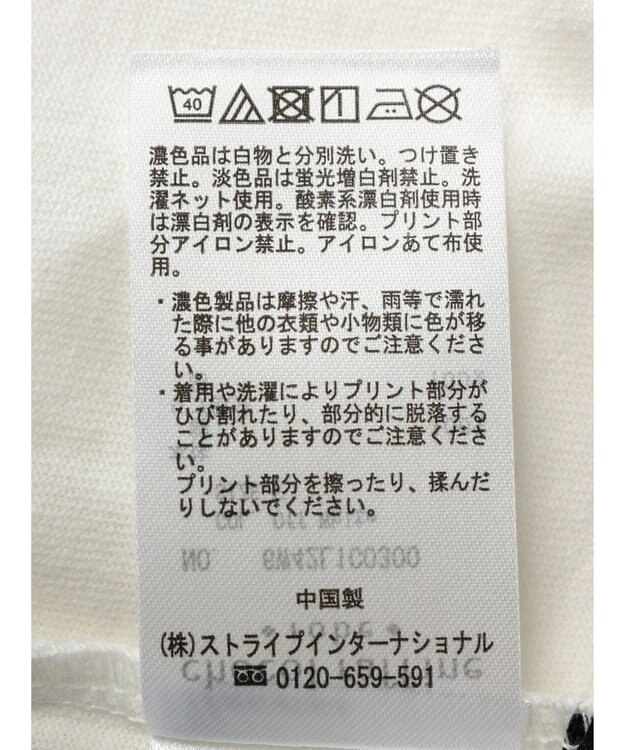 40
濃色品は白物と分別洗い。つけ置き
禁止。淡色品は蛍光増白剤禁止。洗
濯ネット使用。酸素系漂白剤使用時
は漂白剤の表示を確認。プリント部
分アイロン禁止。アイロンあて布使
用。
・濃色製品は摩擦や汗、雨等で濡れ
た際に他の衣類や小物類に色が移
る事がありますのでご注意くださ
い。
・着用や洗濯によりプリント部分が
ひび割れたり、部分的に脱落する
ことがありますのでご注意くださ
い。
プリント部分を擦ったり、揉んだ
りしないでください。
NO. 6W42L1C0300
中国製
(株)ストライプインターナショナル
0120-659-591